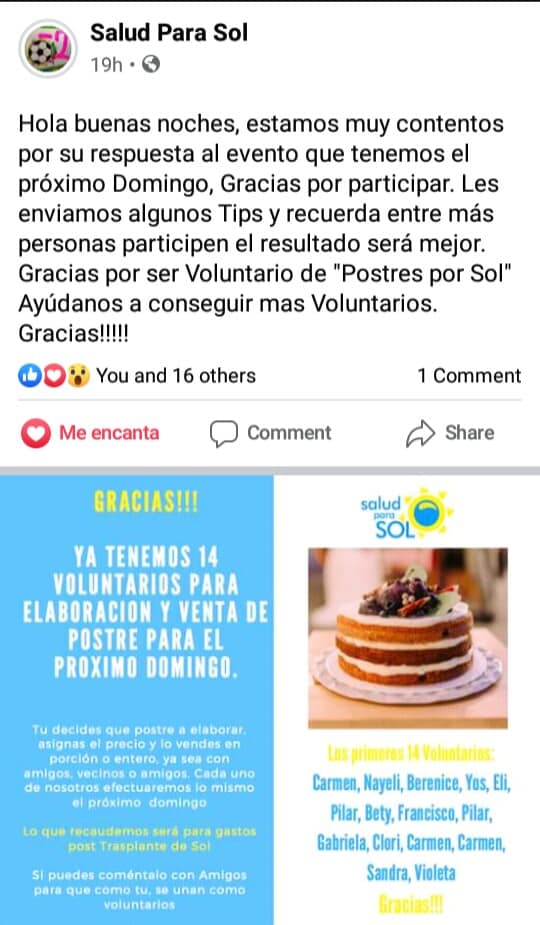 Salud Para Sol
19h
Hola buenas noches, estamos muy contentos
por su respuesta al evento que tenemos el
próximo Domingo, Gracias por participar. Les
enviamos algunos Tips y recuerda entre más
personas participen el resultado será mejor.
Gracias por ser Voluntario de "Postres por Sol"
Ayúdanos a conseguir mas Voluntarios.
Gracias!!!!!
You and 16 others
1 Comment
Me encanta
Comment
Share
GRACIAS!!!
YA TENEMOS 14
VOLUNTARIOS PARA
ELABORACION Y VENTA DE
POSTRE PARA EL
PROXIMO DOMINGO.
Tu decides que postre a elaborar,
asignas el precio y lo vendes en
porción o entero, ya sea con
amigos, vecinos o amigos. Cada uno
de nosotros efectuaremos lo mismo
el próximo domingo
Lo que recaudemos será para gastos
post Trasplante de Sol
Si puedes coméntalo con Amigos
para que como tu, se unan como
voluntarios
salud
para
SOL
Los primeros 14 Voluntarios:
Carmen, Nayeli, Berenice, Yos, Eli,
Pilar, Bety, Francisco, Pilar,
Gabriela, Clori, Carmen, Carmen,
Sandra, Violeta
Gracias!!!